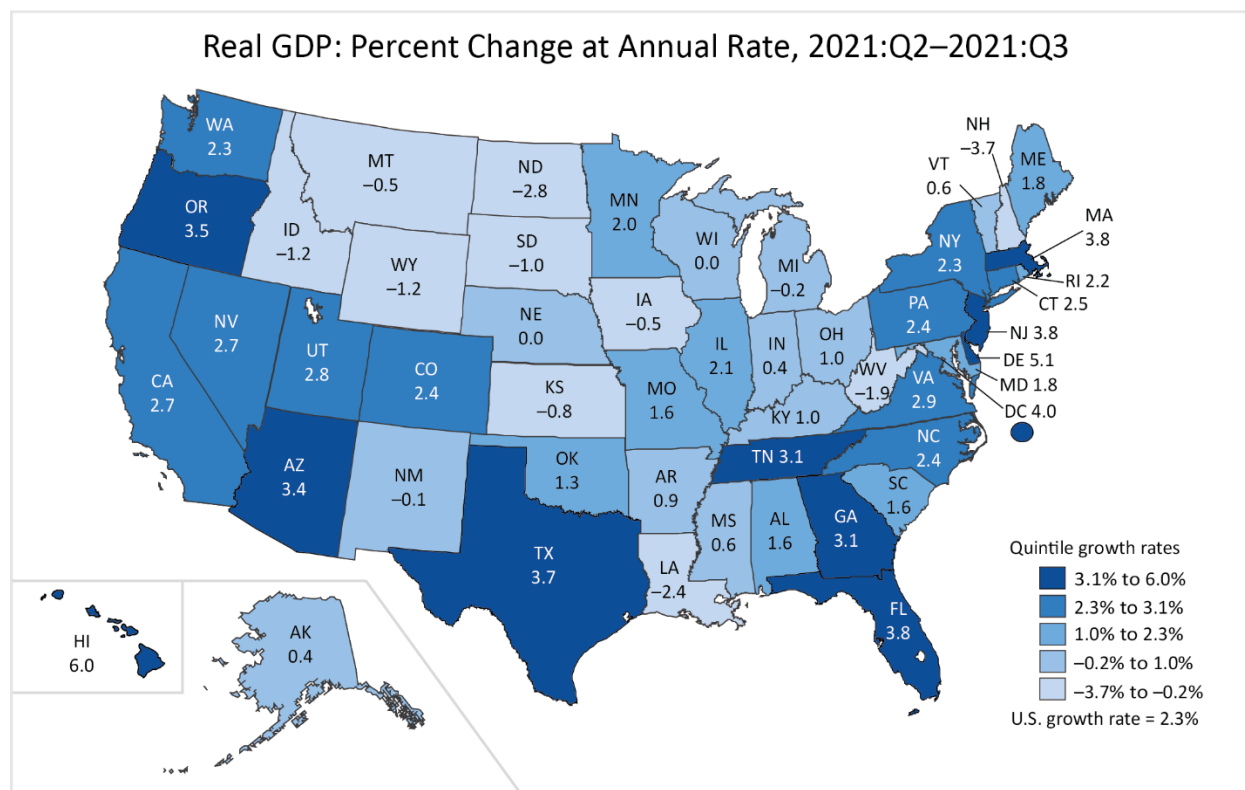 Real GDP: Percent Change at Annual Rate, 2021:Q2–2021:Q3
WA
2.3
OR
3.5
CA
2.7
NV
2.7
ID
–1.2
MT
–0.5
WY
–1.2
UT
2.8
AZ
3.4
CO
2.4
NM
–0.1
ND
–2.8
SD
–1.0
NE
0.0
KS
–0.8
OK
1.3
TX
3.7
MN
2.0
IA
–0.5
MO
1.6
AR
0.9
LA
–2.4
WI
0.0
IL
2.1
MI
–0.2
IN
0.4
OH
1.0
KY 1.0
TN 3.1
MS
0.6
AL
1.6
GA
3.1
FL
3.8
SC
1.6
NC
2.4
VA
2.9
WV
–1.9
PA
2.4
NY
2.3
VT
0.6
NH
–3.7
ME
1.8
MA
3.8
RI 2.2
CT 2.5
NJ 3.8
DE 5.1
MD 1.8
DC 4.0
HI
6.0
AK
0.4
Quintile growth rates
3.1% to 6.0%
2.3% to 3.1%
1.0% to 2.3%
–0.2% to 1.0%
–3.7% to –0.2%
U.S. growth rate = 2.3%